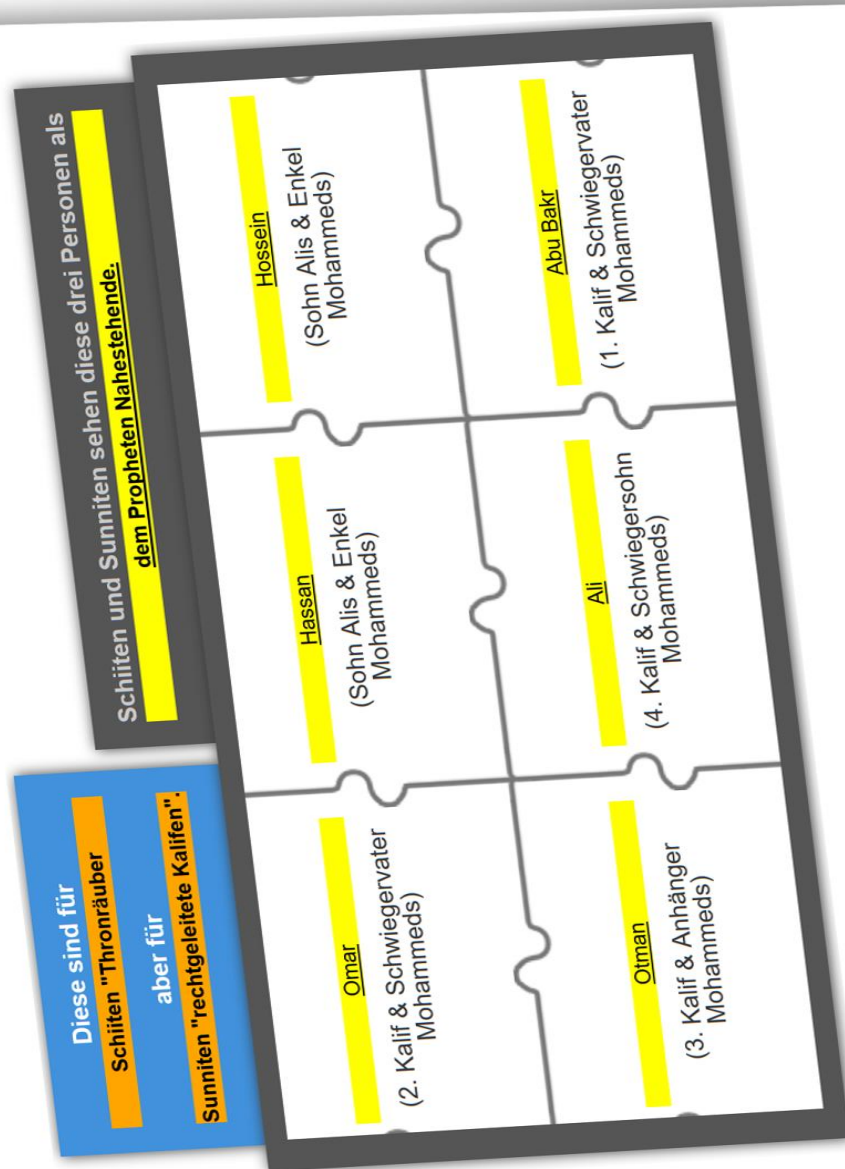 Diese sind für
Schiiten "Thronräuber
aber für
Sunniten "rechtgeleitete Kalifen".
Schiiten und Sunniten sehen diese drei Personen als
dem Propheten Nahestehende.
Omar
(2. Kalif & Schwiegervater
Mohammeds)
Hassan
(Sohn Alis & Enkel
Mohammeds)
Hossein
(Sohn Alis & Enkel
Mohammeds)
Otman
(3. Kalif & Anhänger
Mohammeds)
Ali
(4. Kalif & Schwiegersohn
Mohammeds)
Abu Bakr
(1. Kalif & Schwiegervater
Mohammeds)